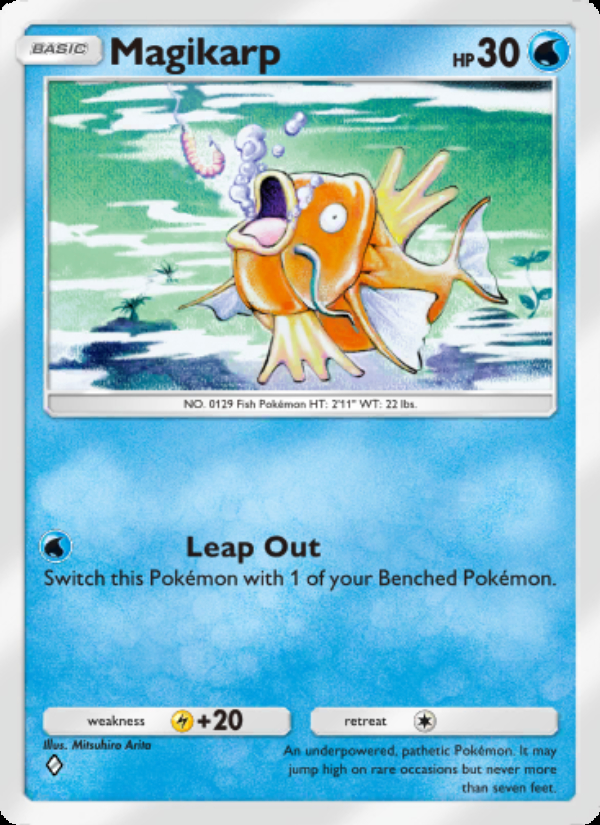 BASIC Magikarp HP 30
NO. 0129 Fish Pokémon HT: 2'11" WT: 22 lbs.
Leap Out
Switch this Pokémon with 1 of your Benched Pokémon.
weakness +20 retreat
Illus. Mitsuhiro Arita
An underpowered, pathetic Pokémon. It may
jump high on rare occasions but never more
than seven feet.